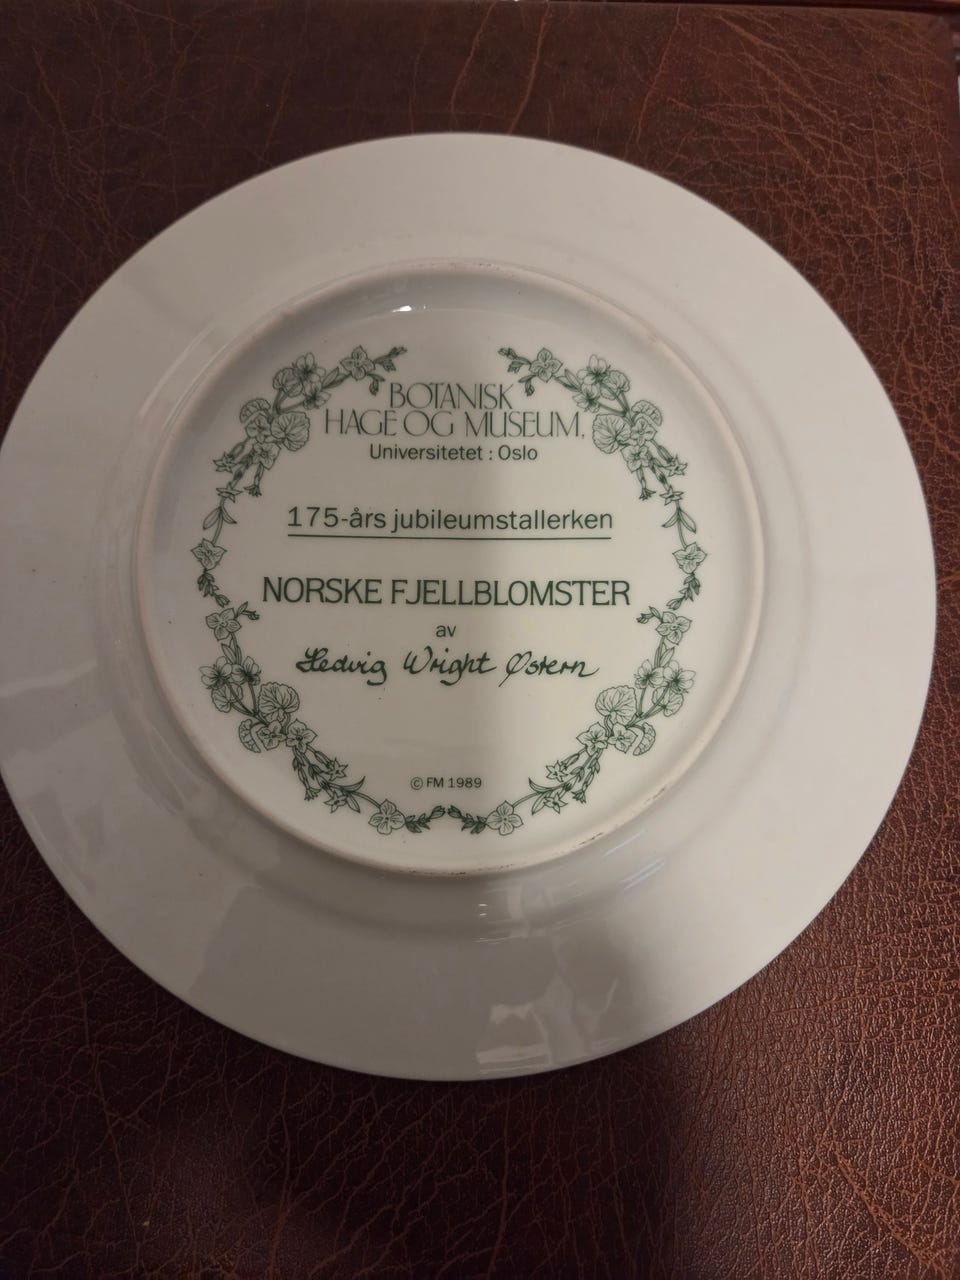 BOTANISK
HAGE OG MUSEUM,
Universitetet : Oslo
175-års jubileumstallerken
NORSKE FJELLBLOMSTER
av
Hedvig Wright Østern
© FM 1989